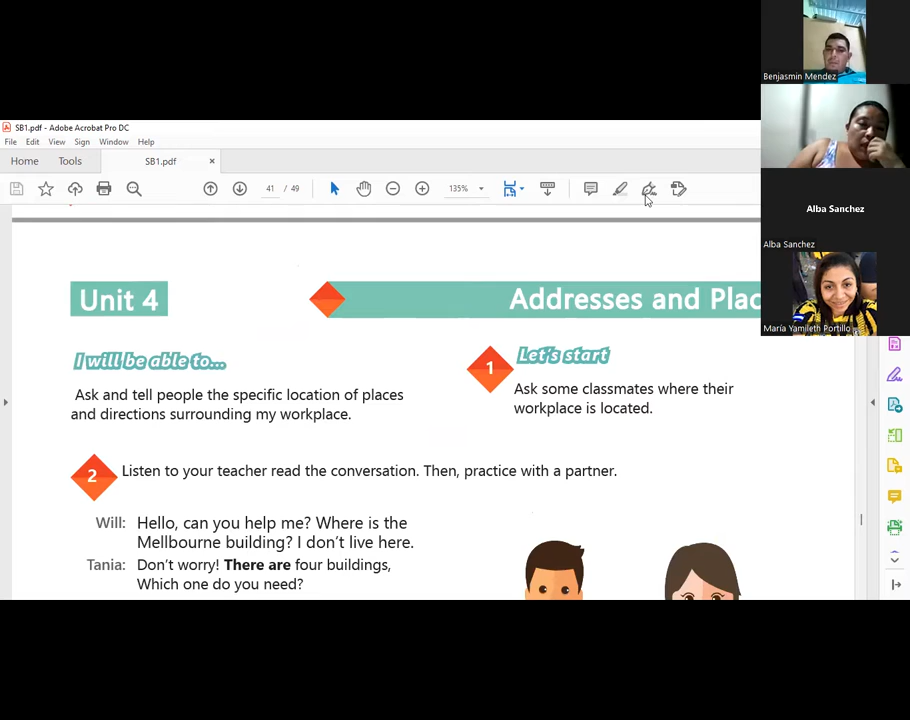 SB1.pdf - Adobe Acrobat Pro DC
File Edit View Sign Window Help
Home Tools SB1.pdf ×
41 / 49 135%
Unit 4
Addresses and Plac
I will be able to...
Ask and tell people the specific location of places
and directions surrounding my workplace.
1 Let's start
Ask some classmates where their
workplace is located.
2 Listen to your teacher read the conversation. Then, practice with a partner.
Will: Hello, can you help me? Where is the
Mellbourne building? I don't live here.
Tania: Don't worry! There are four buildings,
Which one do you need?
Benjasmin Mendez
Alba Sanchez
Alba Sanchez
María Yamileth Portillo